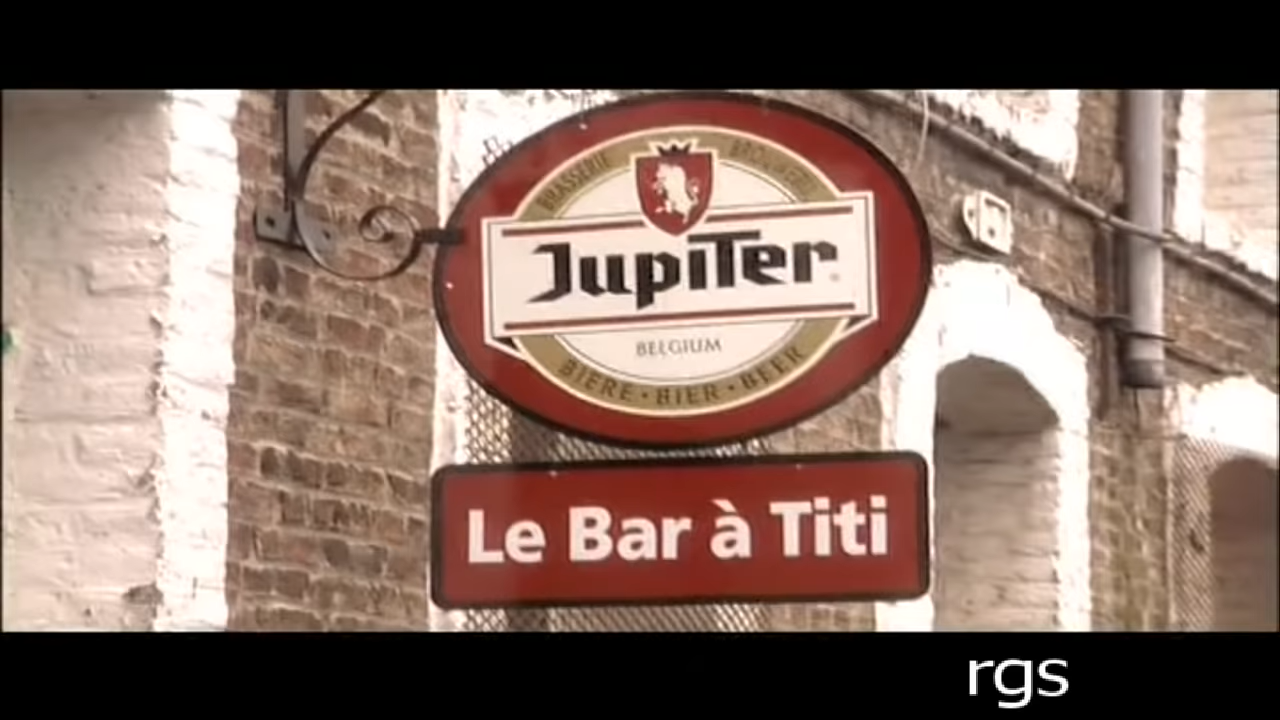 BRASSERIE BROUWERIJ
JUPITER
BELGIUM
BIERE • BIER • BEER
Le Bar à Titi
rgs